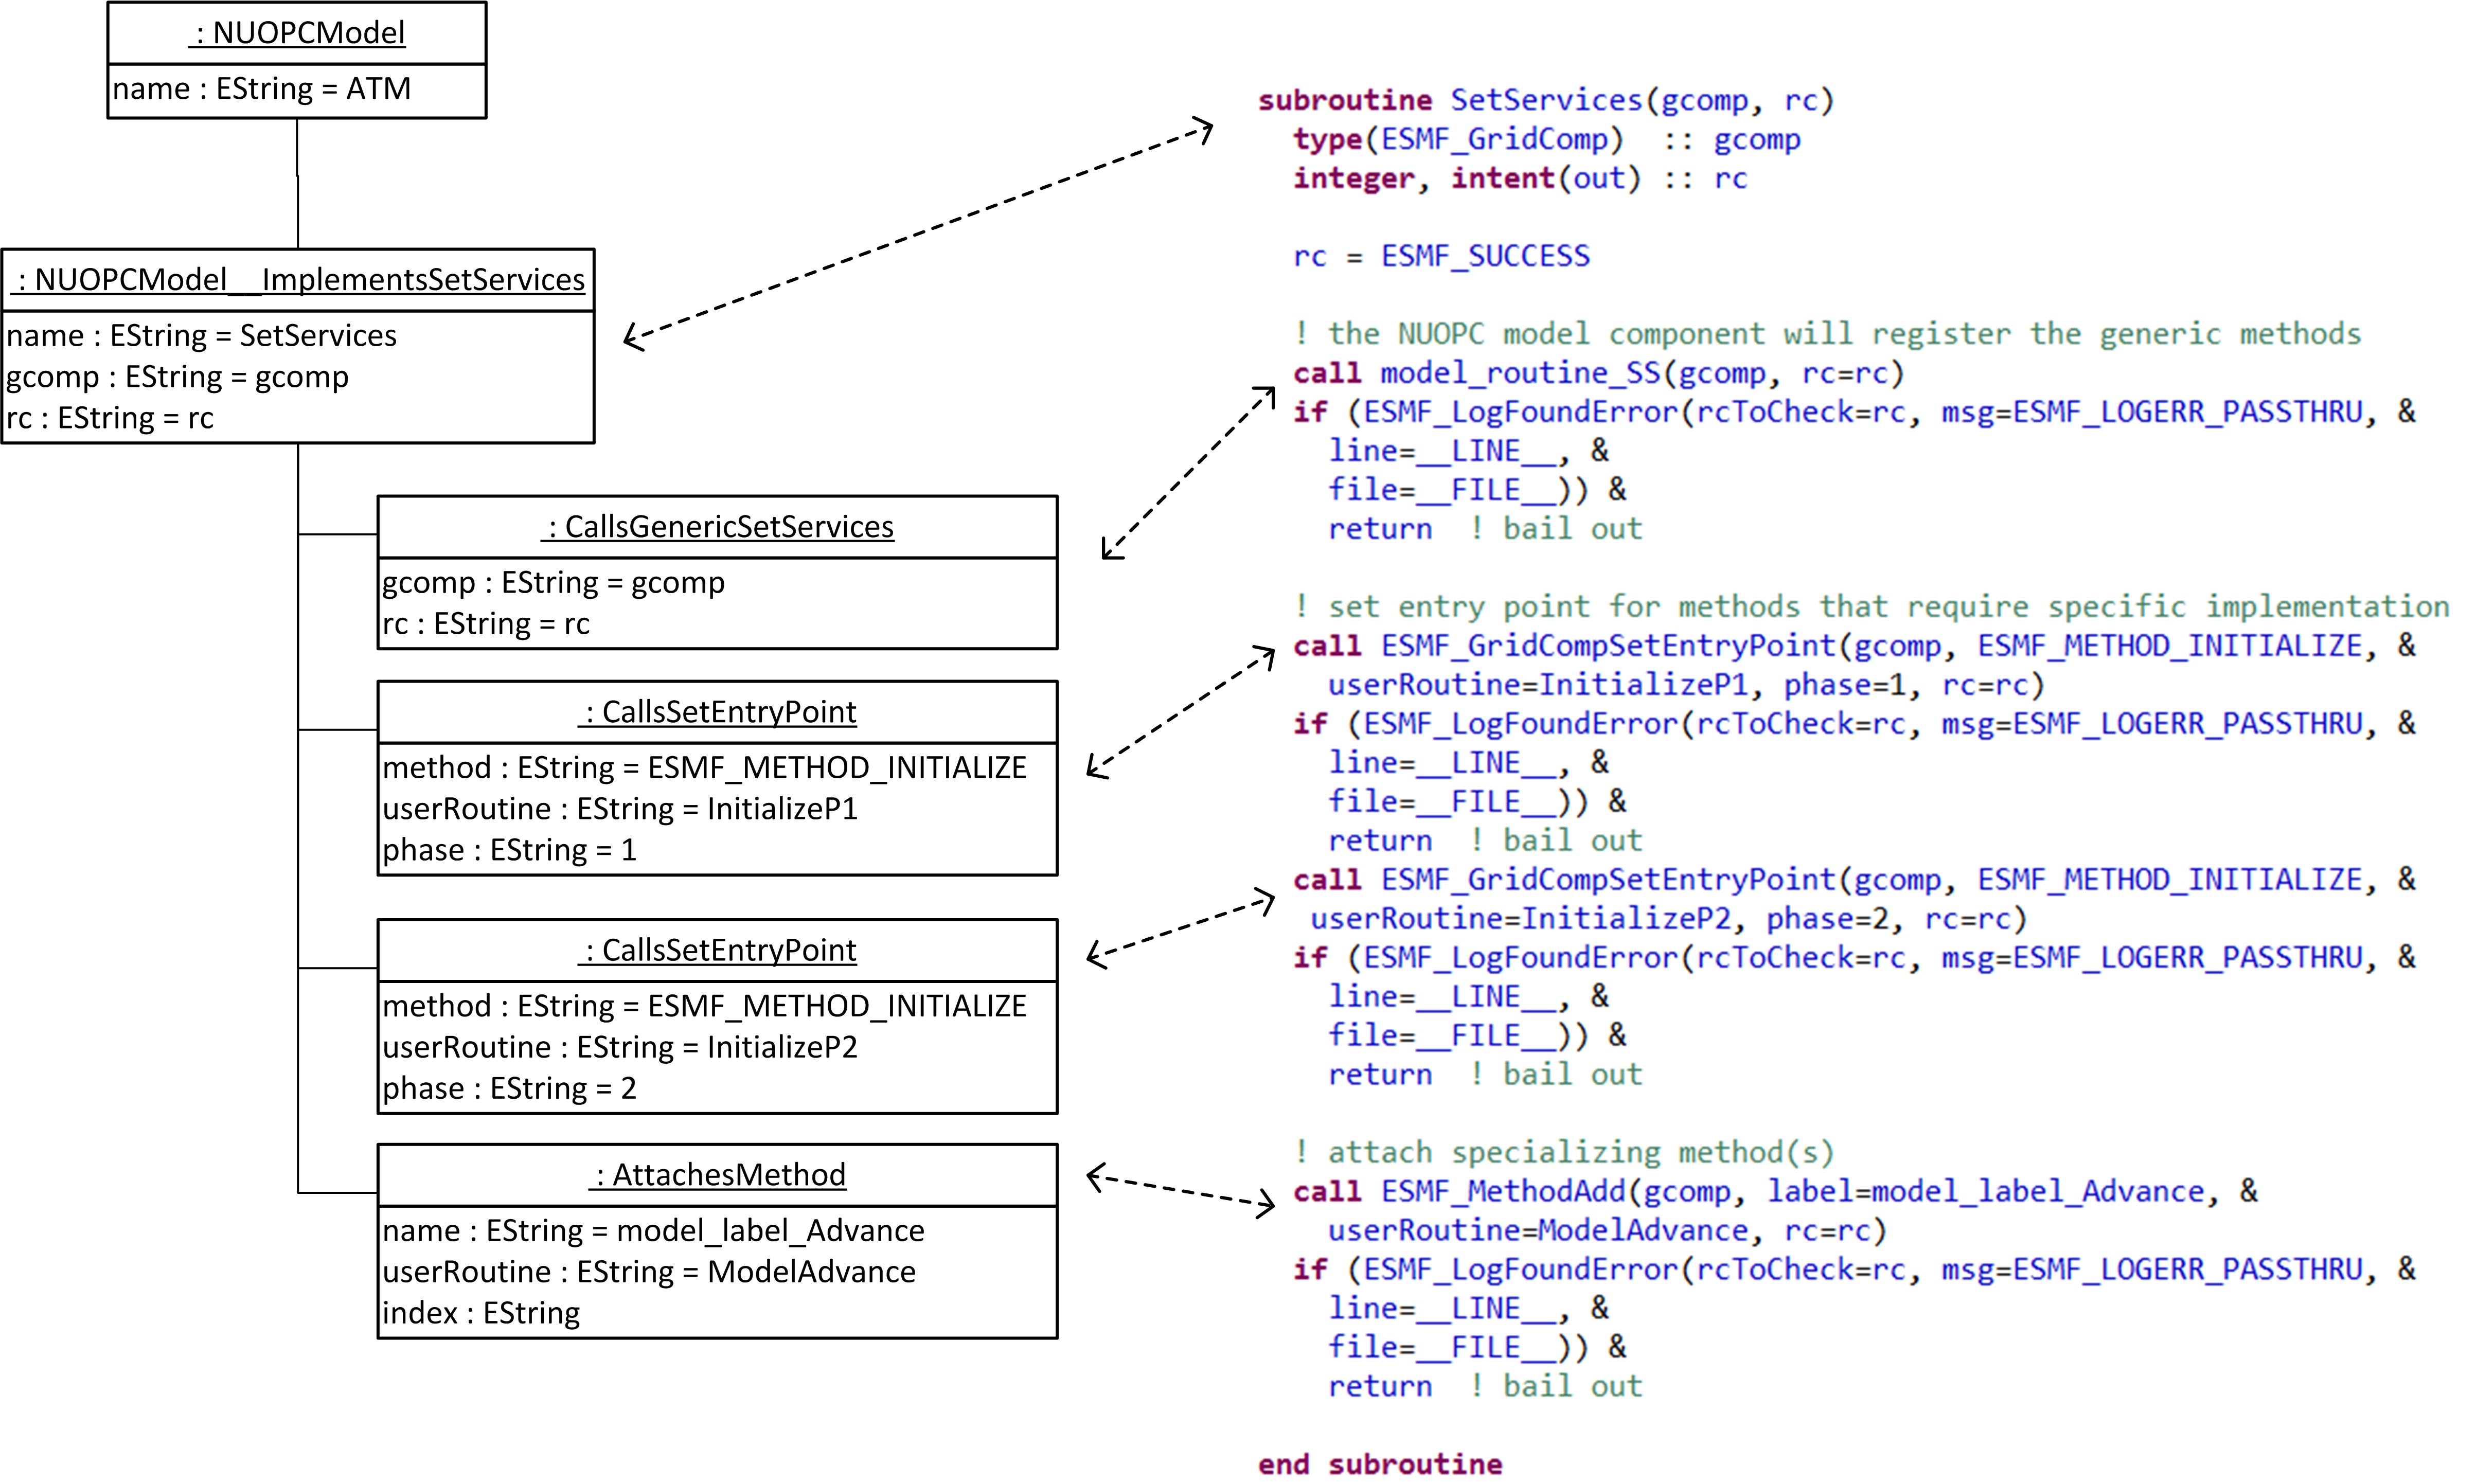 : NUOPCModel
name : EString = ATM
: NUOPCModel__ImplementsSetServices
name : EString = SetServices
gcomp : EString = gcomp
rc : EString = rc
: CallsGenericSetServices
gcomp : EString = gcomp
rc : EString = rc
: CallsSetEntryPoint
method : EString = ESMF_METHOD_INITIALIZE
userRoutine : EString = InitializeP1
phase : EString = 1
: CallsSetEntryPoint
method : EString = ESMF_METHOD_INITIALIZE
userRoutine : EString = InitializeP2
phase : EString = 2
: AttachesMethod
name : EString = model_label_Advance
userRoutine : EString = ModelAdvance
index : EString
subroutine SetServices(gcomp, rc)
type(ESMF_GridComp)  :: gcomp
integer, intent(out) :: rc
rc = ESMF_SUCCESS
! the NUOPC model component will register the generic methods
call model_routine_SS(gcomp, rc=rc)
if (ESMF_LogFoundError(rcToCheck=rc, msg=ESMF_LOGERR_PASSTHRU, &
line=__LINE__, &
file=__FILE__)) &
return  ! bail out
! set entry point for methods that require specific implementation
call ESMF_GridCompSetEntryPoint(gcomp, ESMF_METHOD_INITIALIZE, &
userRoutine=InitializeP1, phase=1, rc=rc)
if (ESMF_LogFoundError(rcToCheck=rc, msg=ESMF_LOGERR_PASSTHRU, &
line=__LINE__, &
file=__FILE__)) &
return  ! bail out
call ESMF_GridCompSetEntryPoint(gcomp, ESMF_METHOD_INITIALIZE, &
userRoutine=InitializeP2, phase=2, rc=rc)
if (ESMF_LogFoundError(rcToCheck=rc, msg=ESMF_LOGERR_PASSTHRU, &
line=__LINE__, &
file=__FILE__)) &
return  ! bail out
! attach specializing method(s)
call ESMF_MethodAdd(gcomp, label=model_label_Advance, &
userRoutine=ModelAdvance, rc=rc)
if (ESMF_LogFoundError(rcToCheck=rc, msg=ESMF_LOGERR_PASSTHRU, &
line=__LINE__, &
file=__FILE__)) &
return  ! bail out
end subroutine